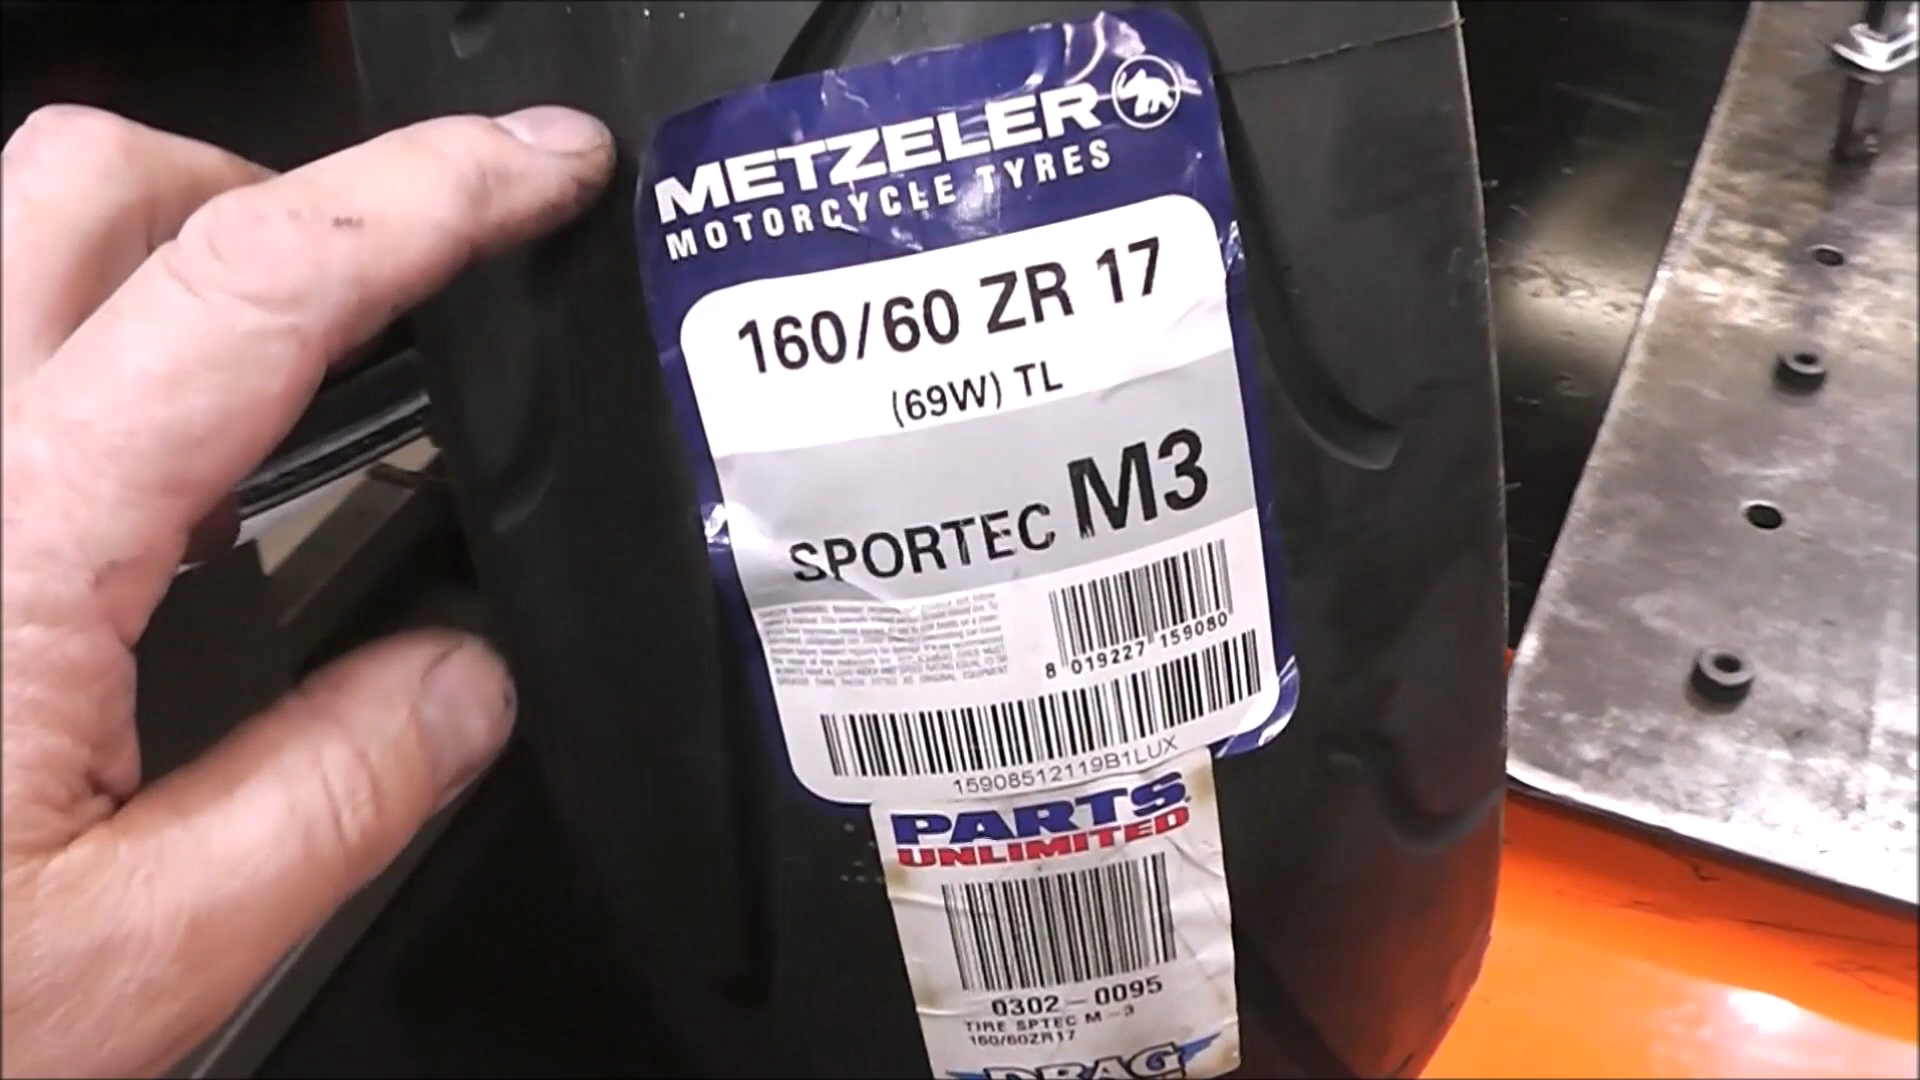 METZELER
MOTORCYCLE TYRES
160/60 ZR 17
(69W) TL
SPORTEC M3
8 019227 159080
15908512119B1LUX
PARTS
UNLIMITED
0302-0095
TIRE SPTEC M-3
160/60ZR17
DRAG